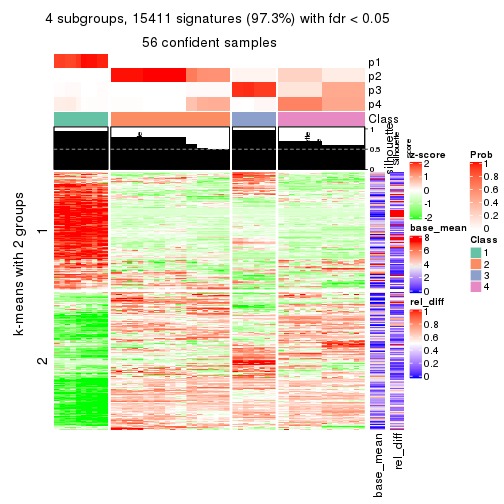 4 subgroups, 15411 signatures (97.3%) with fdr < 0.05
56 confident samples
p1
p2
p3
p4
Class
1
0.5
0
silhouette
Silhouette
score
k-means with 2 groups
1
2
base_mean
rel_diff
z-score
2
1
0
-1
-2
base_mean
8
6
4
2
0
rel_diff
1
0.8
0.6
0.4
0.2
0
Prob
1
0.8
0.6
0.4
0.2
0
Class
1
2
3
4